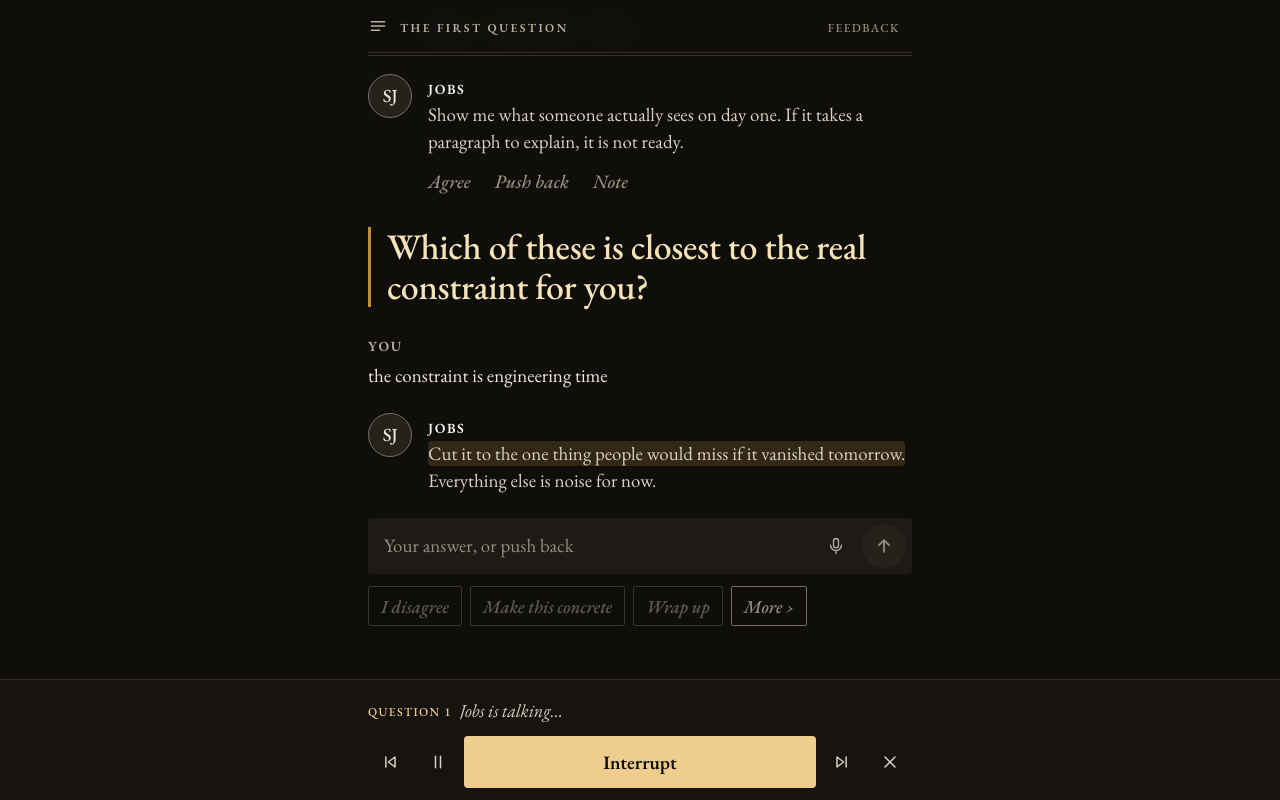 THE FIRST QUESTION
FEEDBACK
SJ
JOBS
Show me what someone actually sees on day one. If it takes a
paragraph to explain, it is not ready.
Agree Push back Note
Which of these is closest to the real
constraint for you?
YOU
the constraint is engineering time
SJ
JOBS
Cut it to the one thing people would miss if it vanished tomorrow.
Everything else is noise for now.
Your answer, or push back
I disagree Make this concrete Wrap up More ›
QUESTION 1 Jobs is talking...
Interrupt